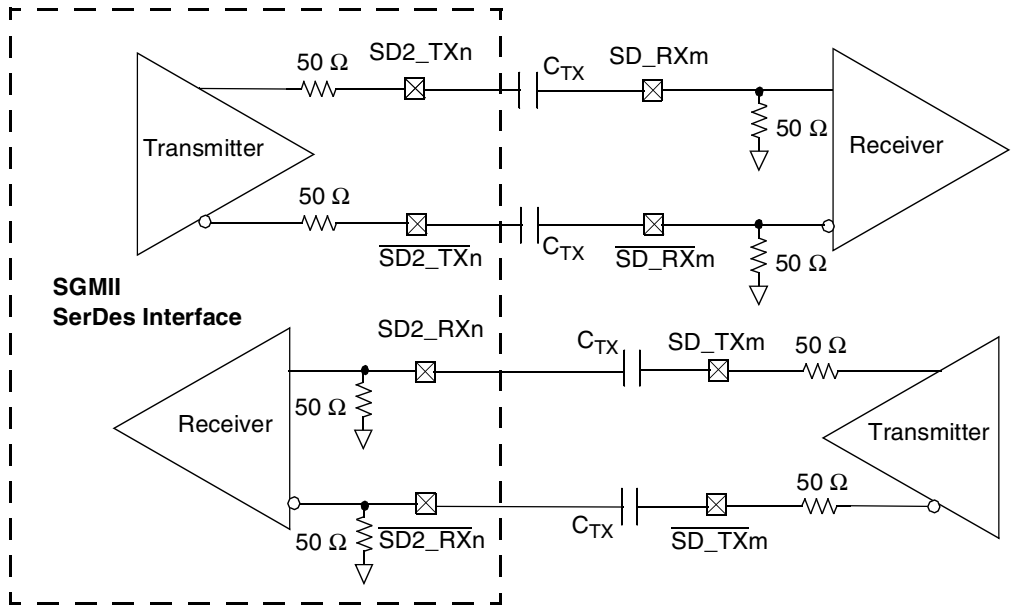 50 Ω
SD2_TXn
C_TX
SD_RXm
50 Ω
Transmitter
Receiver
50 Ω
SD2_TXn
C_TX
SD_RXm
50 Ω
SGMII
SerDes Interface
SD2_RXn
C_TX
SD_TXm
50 Ω
50 Ω
Receiver
Transmitter
50 Ω
50 Ω
SD2_RXn
C_TX
SD_TXm